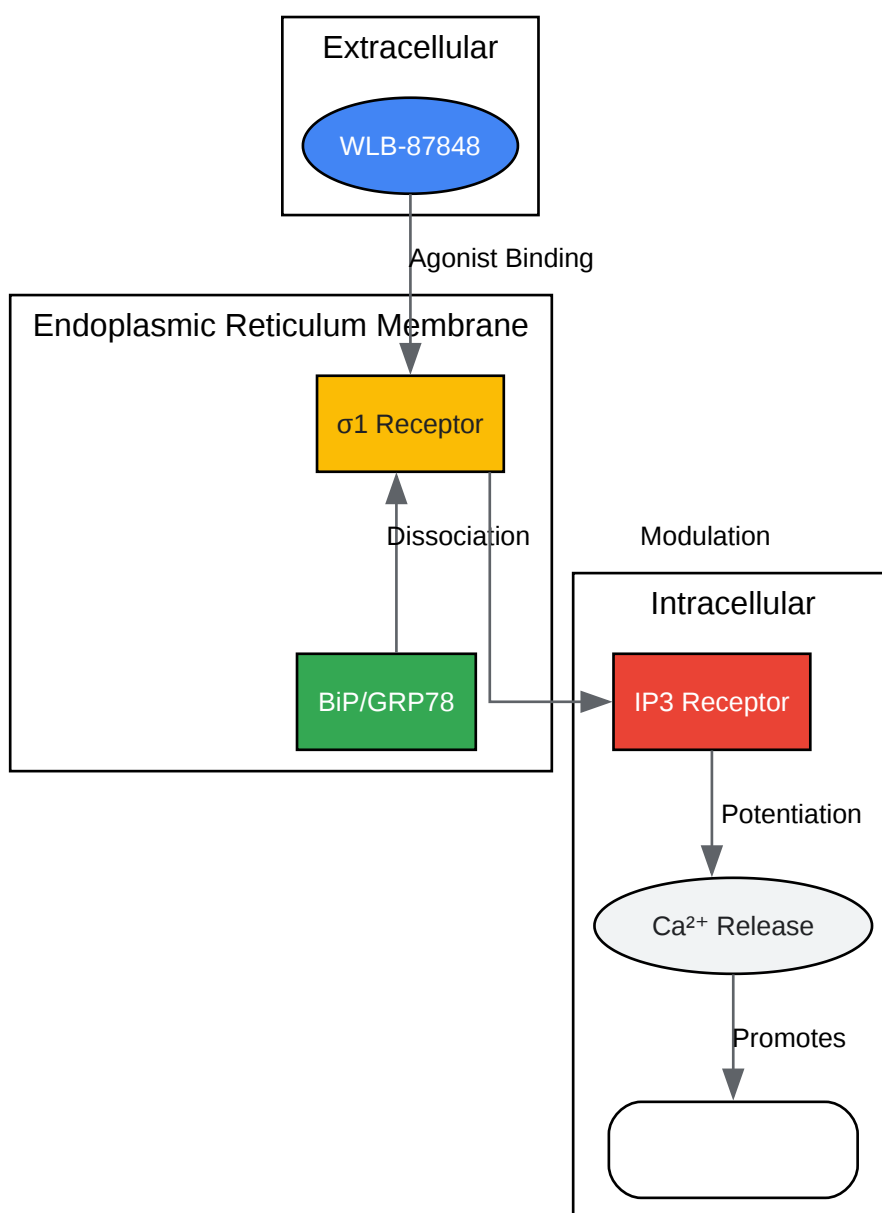 Extracellular
WLB-87848
Agonist Binding
Endoplasmic Reticulum Membrane
σ1 Receptor
Dissociation
Modulation
Intracellular
BiP/GRP78
IP3 Receptor
Potentiation
Ca²⁺ Release
Promotes